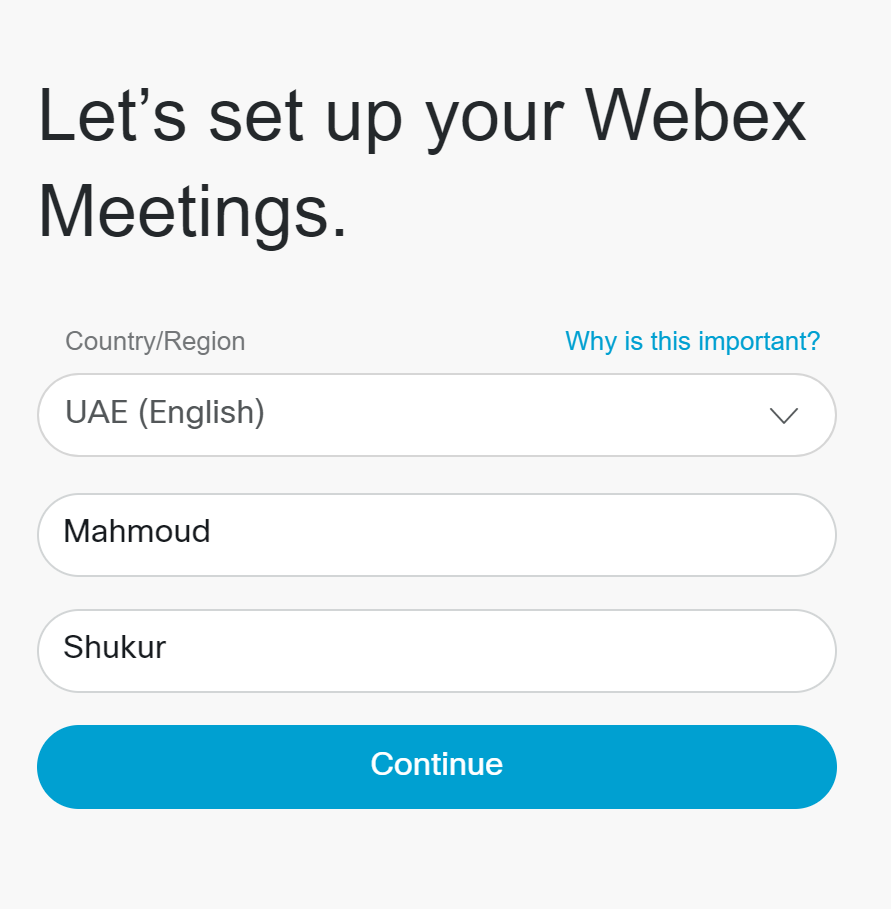 Let’s set up your Webex
Meetings.
Country/Region
Why is this important?
UAE (English)
Mahmoud
Shukur
Continue